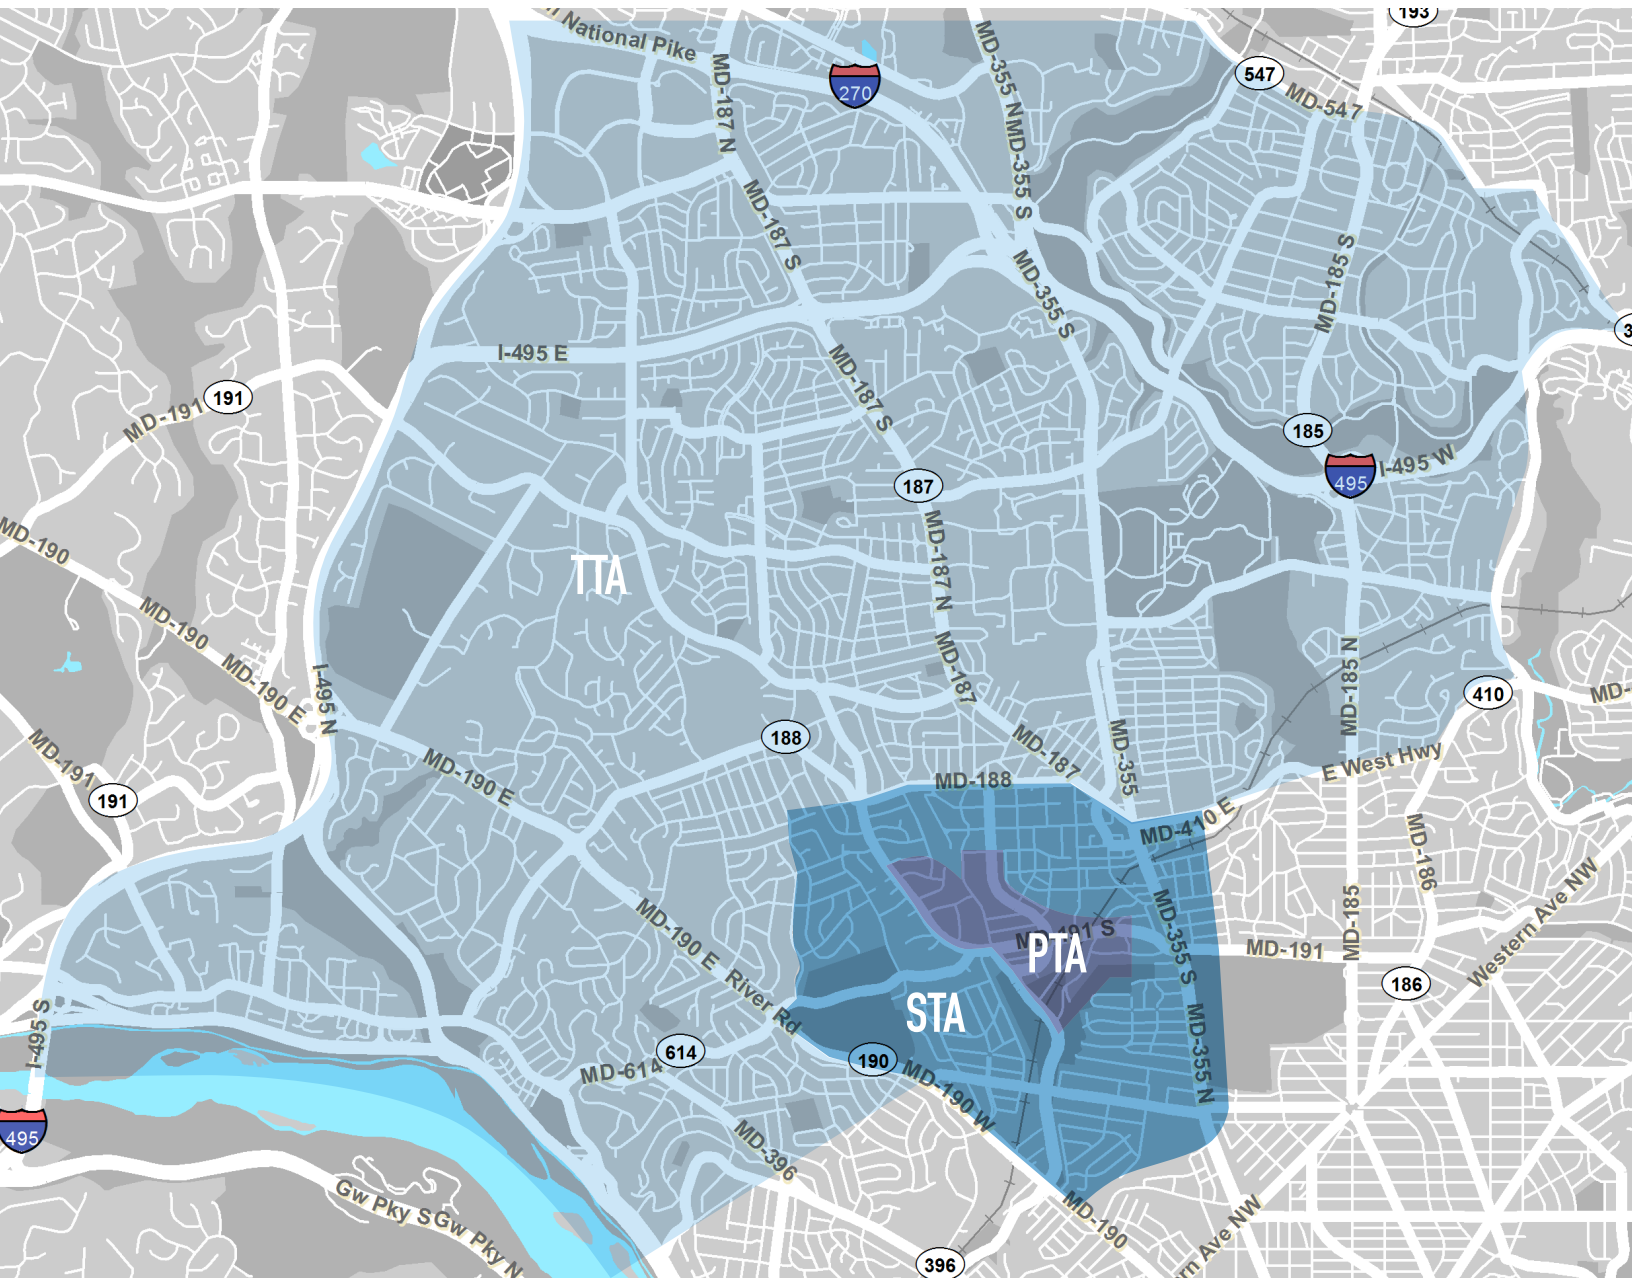 193
National Pike
MD-187 N
270
MD-355 N
MD-355 S
547
MD-547
MD-187 S
MD-355 S
MD-185 S
I-495 E
MD-187 S
191
MD-191
185
I-495 W
495
187
MD-190
MD-187 N
TTA
MD-190
MD-190 E
I-495 N
MD-187
MD-185 N
410
MD-
MD-191
188
MD-190 E
MD-187
MD-355
E West Hwy
MD-188
191
MD-410 E
MD-186
MD-190 E
MD-191 S
PTA
MD-355 S
MD-191
MD-185
Western Ave NW
186
River Rd
STA
I-495 S
MD-614
614
190
MD-190 W
MD-355 N
495
MD-396
Gw Pky S
Gw Pky N
MD-190
rn Ave NW
396